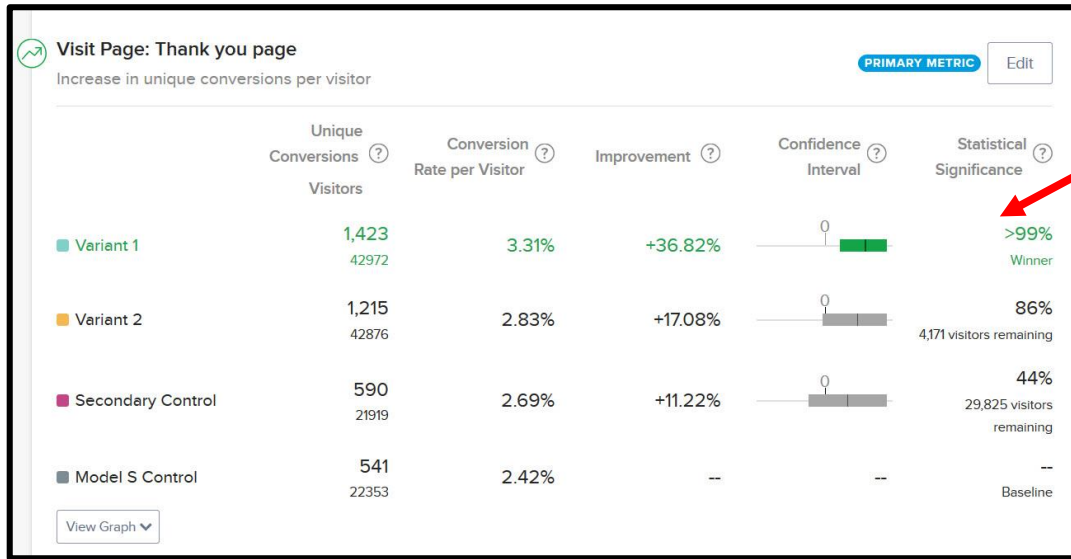 Visit Page: Thank you page
Increase in unique conversions per visitor
PRIMARY METRIC
Edit
Unique
Conversions ?
Visitors
Conversion ?
Rate per Visitor
Improvement ?
Confidence ?
Interval
Statistical ?
Significance
Variant 1 1,423 3.31% +36.82% 0 >99%
42972 Winner
Variant 2 1,215 2.83% +17.08% 0 86%
42876 4,171 visitors remaining
Secondary Control 590 2.69% +11.22% 0 44%
21919 29,825 visitors
remaining
Model S Control 541 2.42% -- -- --
22353 Baseline
View Graph